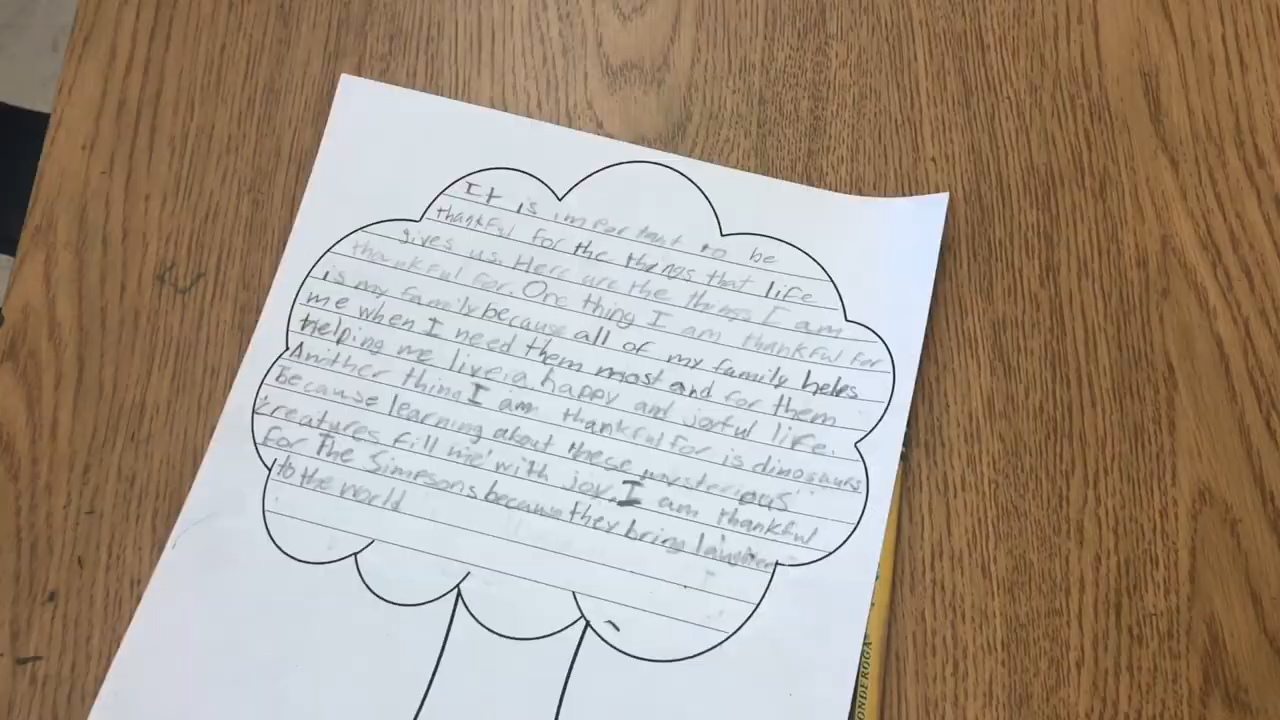 It is important to be
thankful for the things that life
gives us. Here are the things I am
thankful for. One thing I am thankful for
is my family because all of my family heles
me when I need them most and for them
Helping me live a happy and joyful life.
Another thing I am thankful for is dinosaurs
because learning about these mysterious
creatures fill me with joy. I am thankful
for The Simpsons because they bring laughter
to the world
ONDEROGA